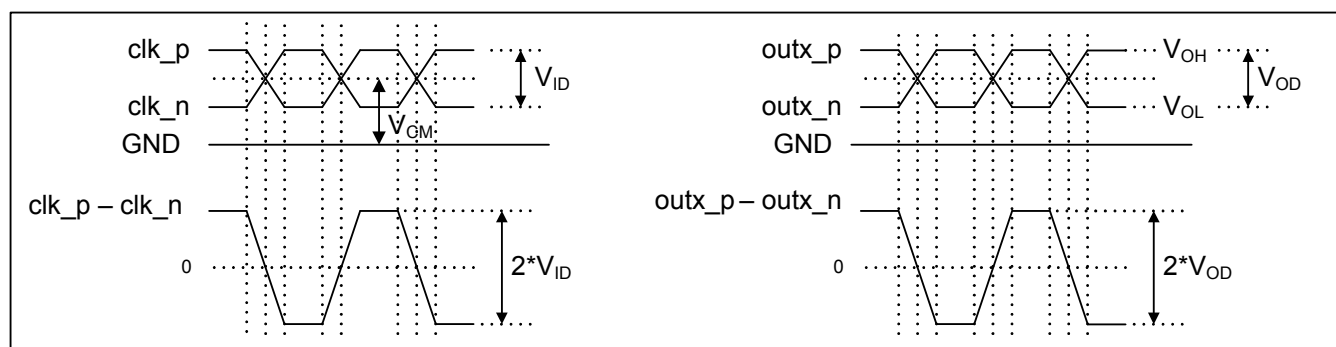 clk_p
V_ID
clk_n
V_CM
GND
clk_p – clk_n
0
2*V_ID
outx_p
V_OH
V_OD
outx_n
V_OL
GND
outx_p – outx_n
0
2*V_OD